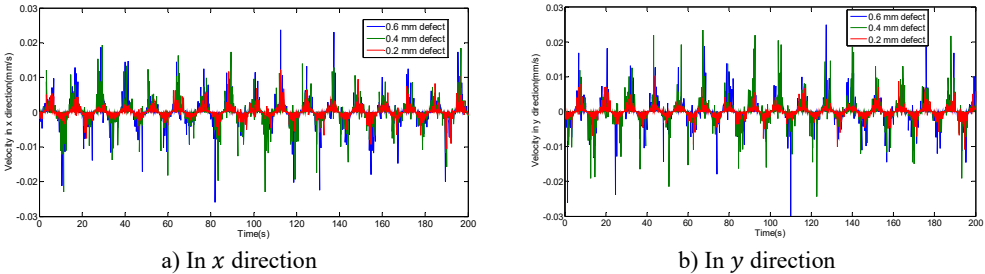 0.03
0.02
0.01
0
-0.01
-0.02
-0.03
Velocity in x direction(mm/s)
0.6 mm defect
0.4 mm defect
0.2 mm defect
0 20 40 60 80 100 120 140 160 180 200
Time(s)
a) In x direction
0.03
0.02
0.01
0
-0.01
-0.02
-0.03
Velocity in y direction(mm/s)
0.6 mm defect
0.4 mm defect
0.2 mm defect
0 20 40 60 80 100 120 140 160 180 200
Time(s)
b) In y direction